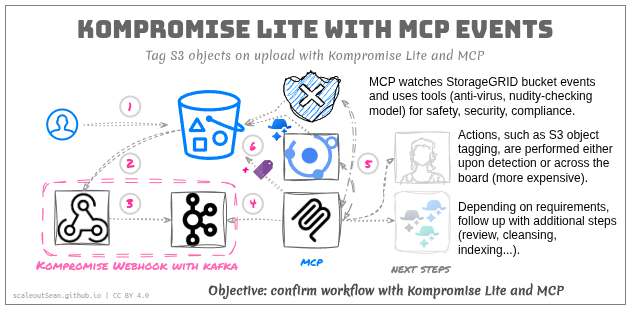 KOMPROMISE LITE WITH MCP EVENTS
Tag S3 objects on upload with Kompromise Lite and MCP
MCP watches StorageGRID bucket events
and uses tools (anti-virus, nudity-checking
model) for safety, security, compliance.
1
2
3
4
5
6
+
Actions, such as S3 object
tagging, are performed either
upon detection or across the
board (more expensive).
Depending on requirements,
follow up with additional steps
(review, cleansing,
indexing...).
Kompromise Webhook with kafka
MCP
NEXT STEPS
scaleoutSean.github.io | CC BY 4.0
Objective: confirm workflow with Kompromise Lite and MCP